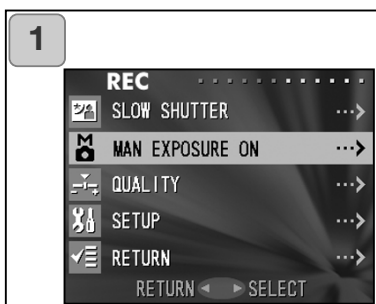 1
REC
SLOW SHUTTER
M MAN EXPOSURE ON
QUALITY
SETUP
RETURN
RETURN SELECT